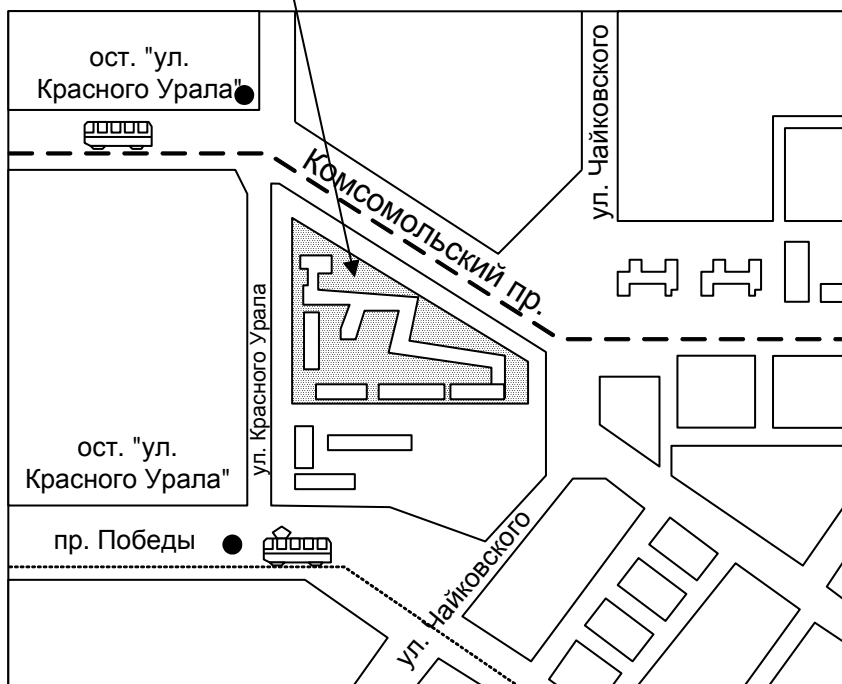 ост. "ул.
Красного Урала"
ул. Чайковского
Комсомольский пр.
ул. Красного Урала
ост. "ул.
Красного Урала"
пр. Победы
ул. Чайковского